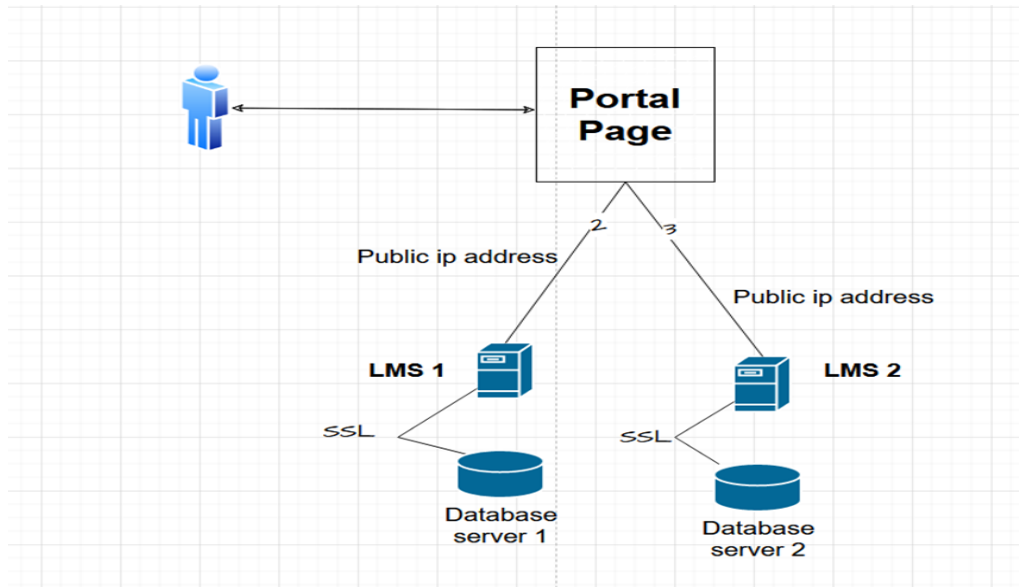 Portal
Page
2
3
Public ip address
Public ip address
LMS 1
LMS 2
SSL
SSL
Database
server 1
Database
server 2